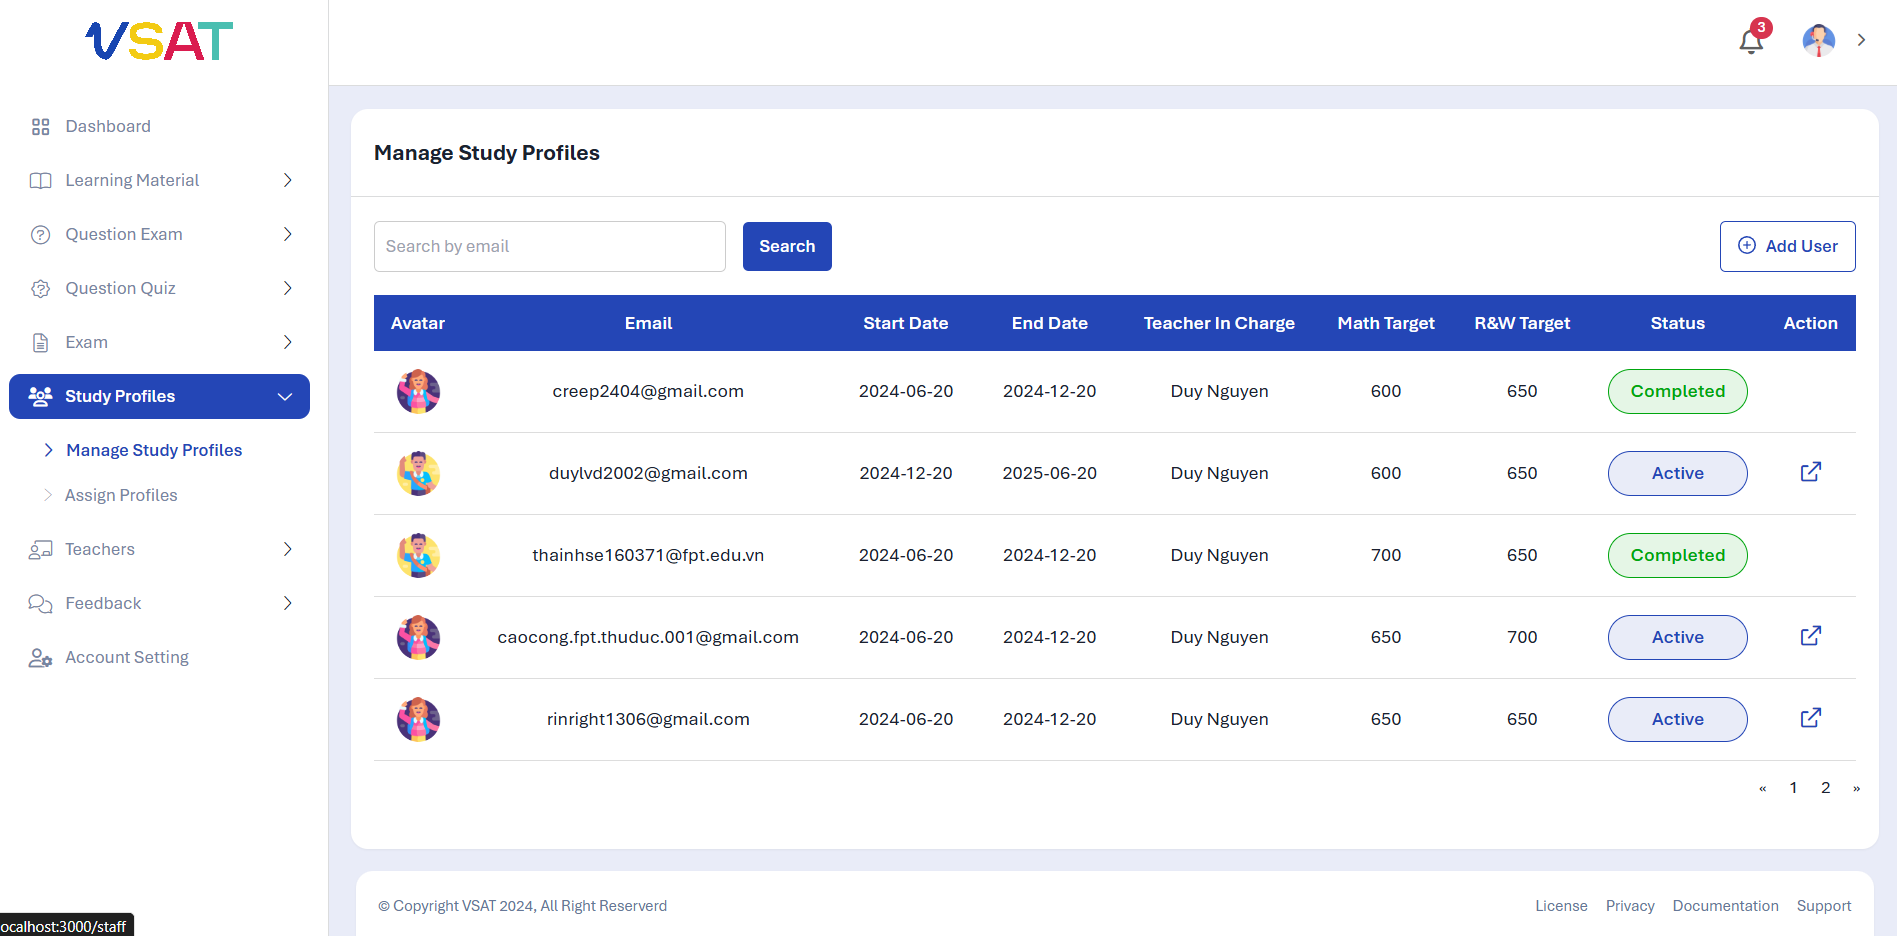 VSAT
3
Dashboard
Learning Material
Question Exam
Question Quiz
Exam
Study Profiles
Manage Study Profiles
Assign Profiles
Teachers
Feedback
Account Setting
Manage Study Profiles
Search by email
Search
Add User
Avatar Email Start Date End Date Teacher In Charge Math Target R&W Target Status Action
creep2404@gmail.com 2024-06-20 2024-12-20 Duy Nguyen 600 650 Completed
duylvd2002@gmail.com 2024-12-20 2025-06-20 Duy Nguyen 600 650 Active
thainhse160371@fpt.edu.vn 2024-06-20 2024-12-20 Duy Nguyen 700 650 Completed
caocong.fpt.thuduc.001@gmail.com 2024-06-20 2024-12-20 Duy Nguyen 650 700 Active
rinright1306@gmail.com 2024-06-20 2024-12-20 Duy Nguyen 650 650 Active
« 1 2 »
© Copyright VSAT 2024, All Right Reserverd
License Privacy Documentation Support
ocalhost:3000/staff